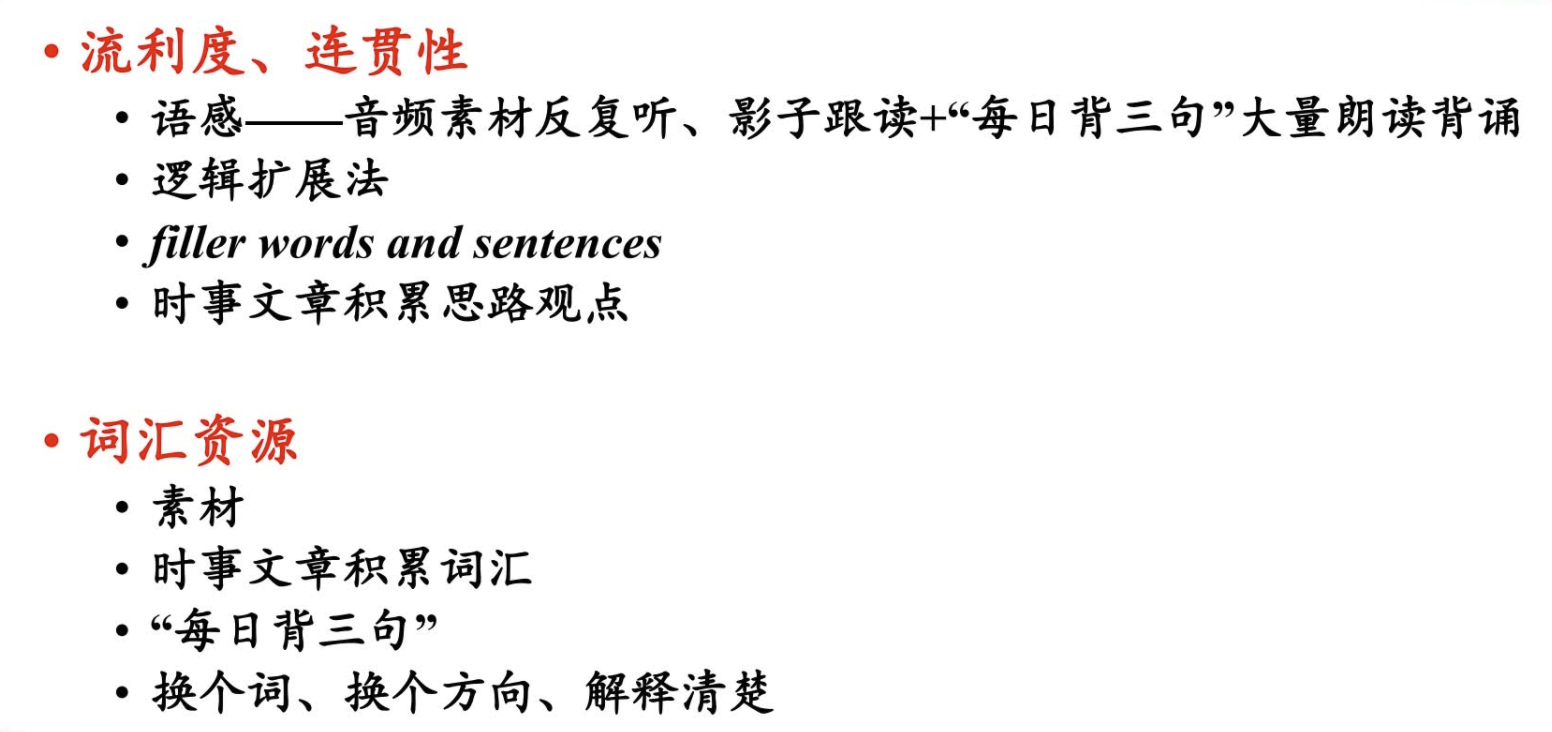 • 流利度、连贯性
• 语感——音频素材反复听、影子跟读+“每日背三句”大量朗读背诵
• 逻辑扩展法
• filler words and sentences
• 时事文章积累思路观点
• 词汇资源
• 素材
• 时事文章积累词汇
• “每日背三句”
• 换个词、换个方向、解释清楚